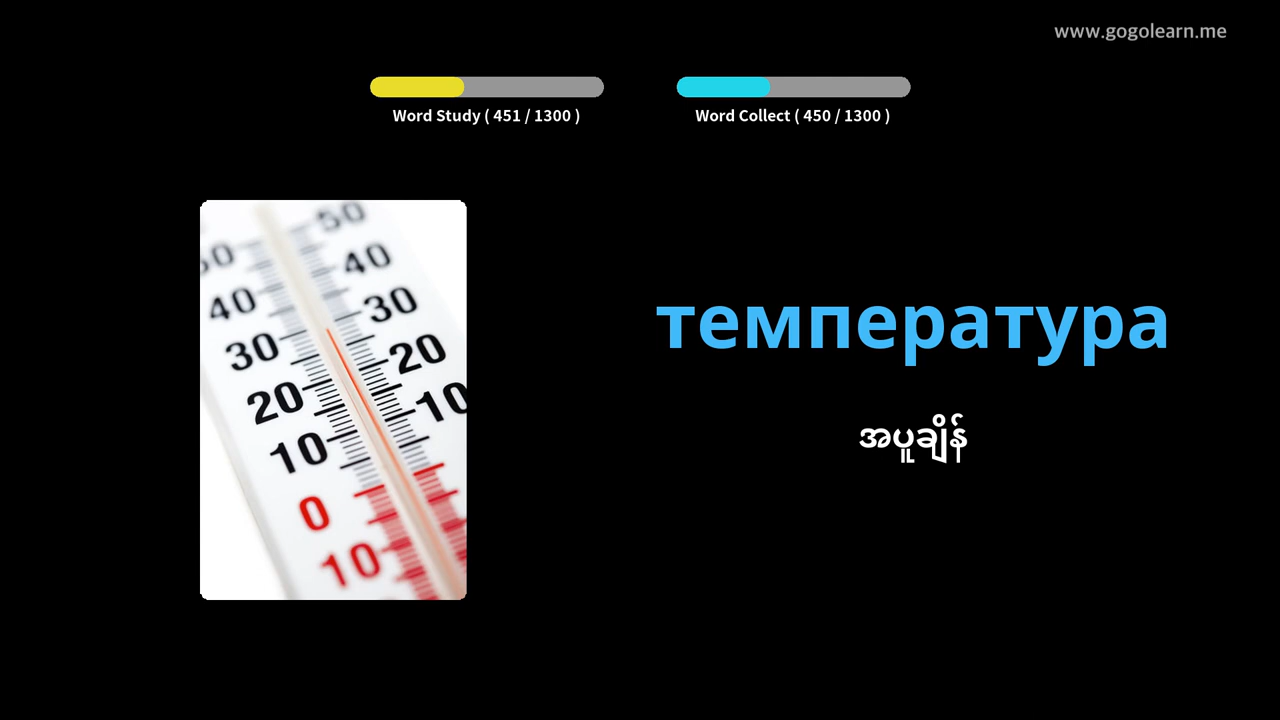 www.gogolearn.me
Word Study ( 451 / 1300 )
Word Collect ( 450 / 1300 )
50
50 40
40 30
30 20
20 10
10
0
10
температура
အပူချိန်